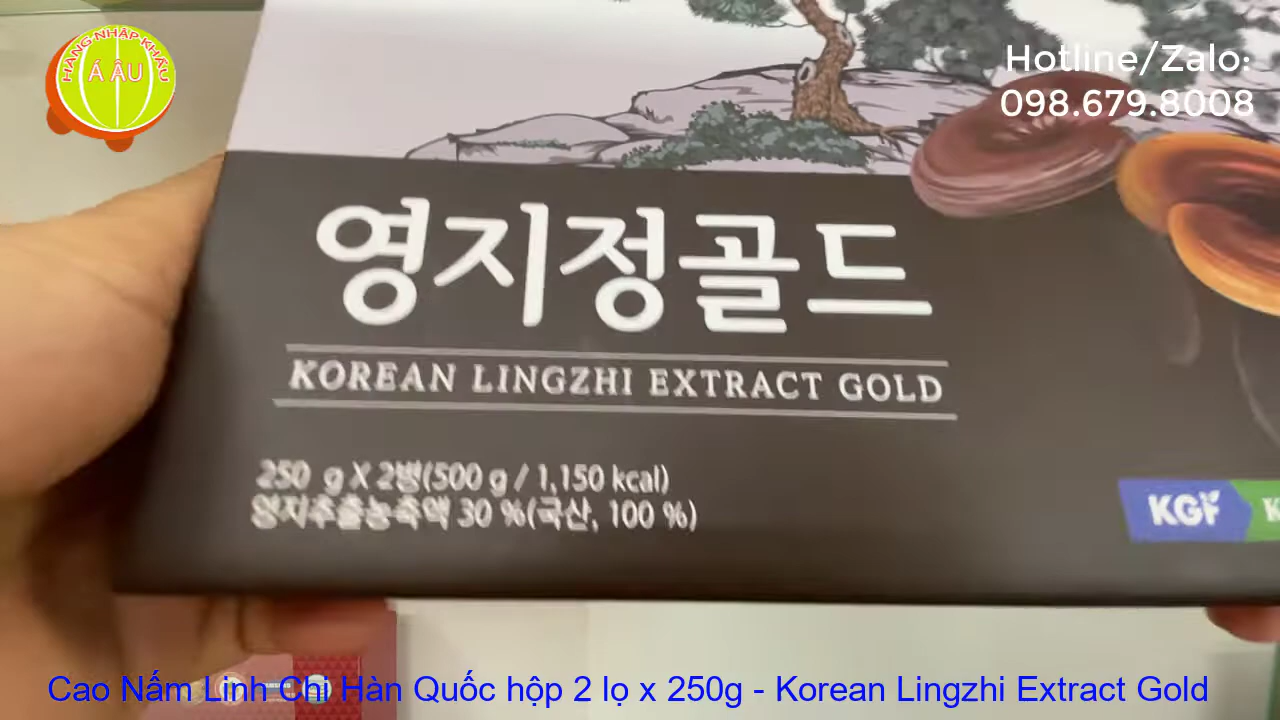 HÀNG NHẬP KHẨU
Á ÂU
Hotline/Zalo:
098.679.8008
영지정골드
KOREAN LINGZHI EXTRACT GOLD
250 g X 2병(500 g / 1,150 kcal)
영지추출농축액 30 %(국산, 100 %)
KGF
Cao Nấm Linh Chi Hàn Quốc hộp 2 lọ x 250g - Korean Lingzhi Extract Gold